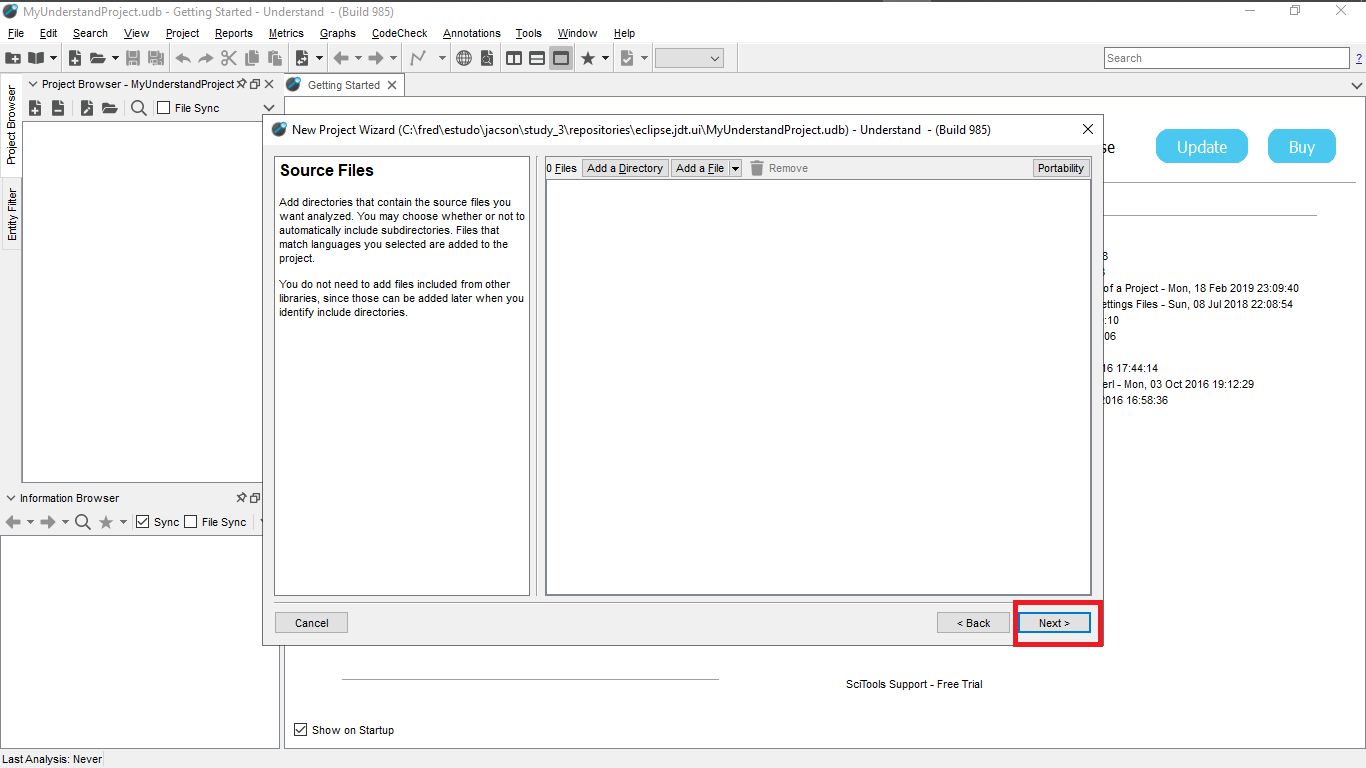 MyUnderstandProject.udb - Getting Started - Understand - (Build 985)
File Edit Search View Project Reports Metrics Graphs CodeCheck Annotations Tools Window Help
Search
?
Project Browser
Entity Filter
Project Browser - MyUnderstandProject
File Sync
Getting Started
se
Update
Buy
New Project Wizard (C:\fred\estudo\jacson\study_3\repositories\eclipse.jdt.ui\MyUnderstandProject.udb) - Understand - (Build 985)
Source Files
Add directories that contain the source files you
want analyzed. You may choose whether or not to
automatically include subdirectories. Files that
match languages you selected are added to the
project.
You do not need to add files included from other
libraries, since those can be added later when you
identify include directories.
0 Files Add a Directory Add a File Remove Portability
of a Project - Mon, 18 Feb 2019 23:09:40
ettings Files - Sun, 08 Jul 2018 22:08:54
:10
06
16 17:44:14
erl - Mon, 03 Oct 2016 19:12:29
2016 16:58:36
Cancel < Back Next >
Information Browser
Sync File Sync
SciTools Support - Free Trial
Show on Startup
Last Analysis: Never